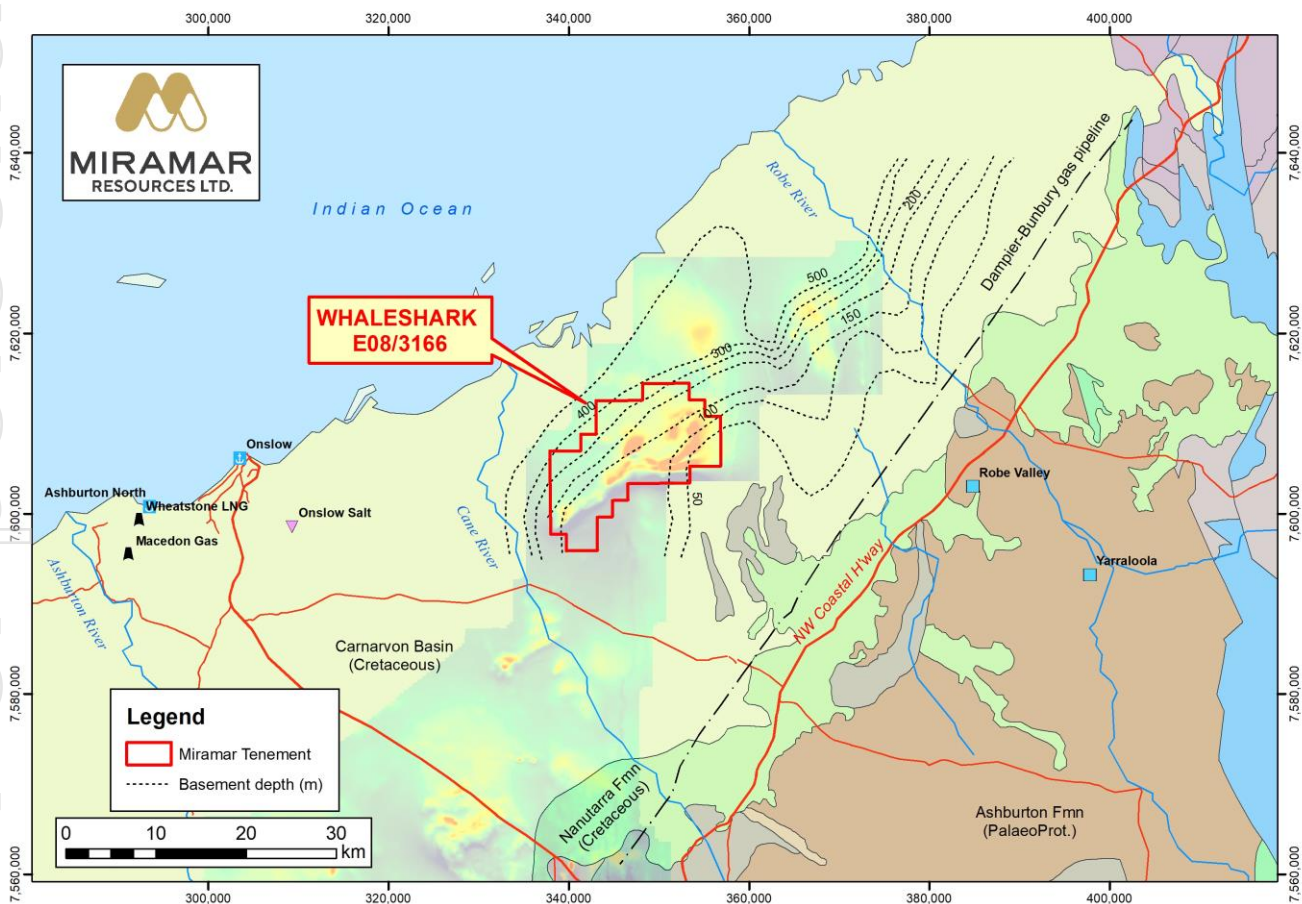 300,000
320,000
340,000
360,000
380,000
400,000
MIRAMAR
RESOURCES LTD.
7,640,000
7,640,000
Indian Ocean
Robe River
Dampier-Bunbury gas pipeline
200
500
150
WHALESHARK
E08/3166
7,620,000
7,620,000
300
400
100
50
Onslow
Ashburton North
Wheatstone LNG
Onslow Salt
Macedon Gas
Robe Valley
7,600,000
7,600,000
Cane River
Ashburton River
NW Coastal H'way
Yarraloola
Carnarvon Basin
(Cretaceous)
7,580,000
7,580,000
Legend
Miramar Tenement
Basement depth (m)
Nanutarra Fmn
(Cretaceous)
Ashburton Fmn
(PalaeoProt.)
0 10 20 30
km
7,560,000
7,560,000
300,000
320,000
340,000
360,000
380,000
400,000